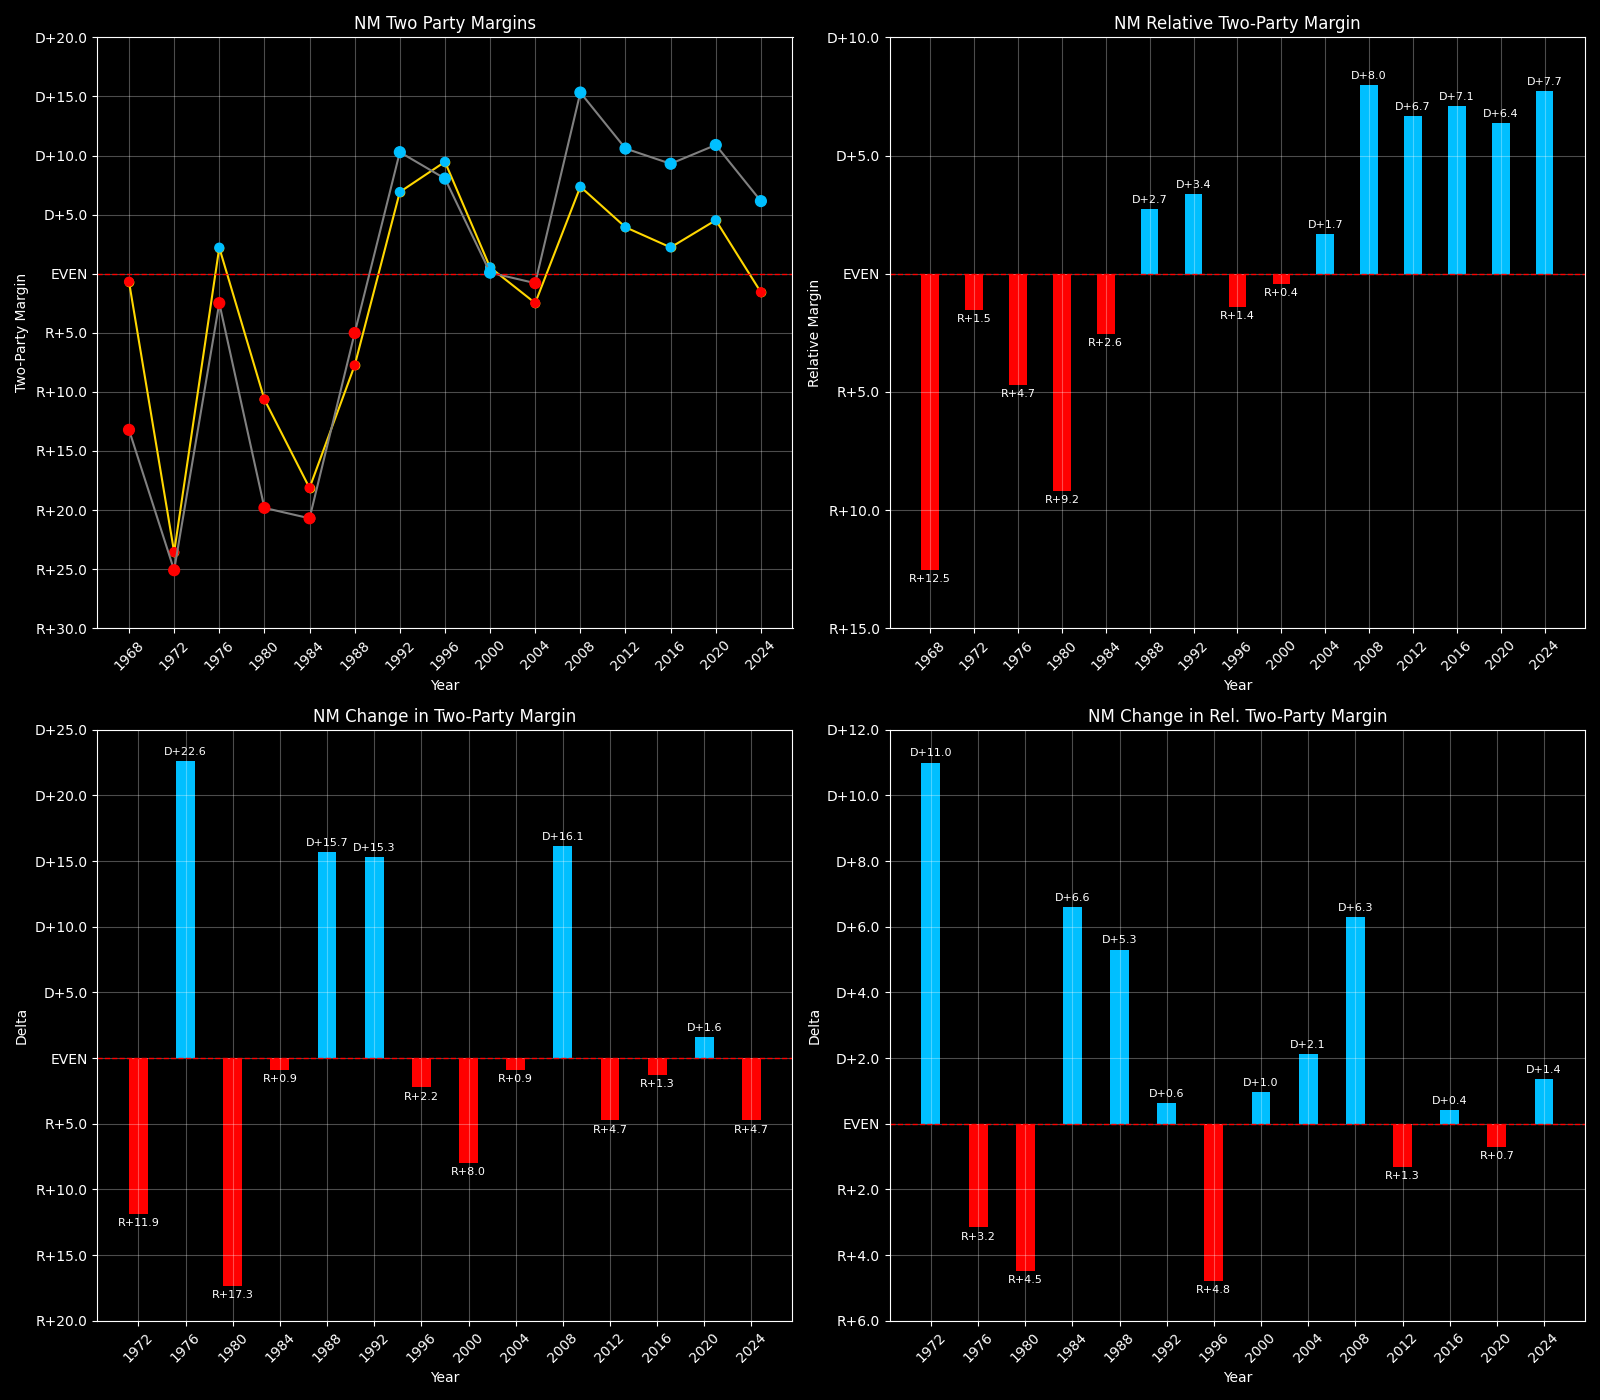 NM Two Party Margins
D+20.0
D+15.0
D+10.0
D+5.0
EVEN
R+5.0
R+10.0
R+15.0
R+20.0
R+25.0
R+30.0
Two-Party Margin
1968 1972 1976 1980 1984 1988 1992 1996 2000 2004 2008 2012 2016 2020 2024
Year
NM Relative Two-Party Margin
D+10.0
D+5.0
EVEN
R+5.0
R+10.0
R+15.0
Relative Margin
R+12.5
R+1.5
R+4.7
R+9.2
R+2.6
D+2.7
D+3.4
R+1.4
R+0.4
D+1.7
D+8.0
D+6.7
D+7.1
D+6.4
D+7.7
1968 1972 1976 1980 1984 1988 1992 1996 2000 2004 2008 2012 2016 2020 2024
Year
NM Change in Two-Party Margin
D+25.0
D+20.0
D+15.0
D+10.0
D+5.0
EVEN
R+5.0
R+10.0
R+15.0
R+20.0
Delta
R+11.9
D+22.6
R+17.3
R+0.9
D+15.7
D+15.3
R+2.2
R+8.0
R+0.9
D+16.1
R+4.7
R+1.3
D+1.6
R+4.7
1972 1976 1980 1984 1988 1992 1996 2000 2004 2008 2012 2016 2020 2024
Year
NM Change in Rel. Two-Party Margin
D+12.0
D+10.0
D+8.0
D+6.0
D+4.0
D+2.0
EVEN
R+2.0
R+4.0
R+6.0
Delta
D+11.0
R+3.2
R+4.5
D+6.6
D+5.3
D+0.6
R+4.8
D+1.0
D+2.1
D+6.3
R+1.3
D+0.4
R+0.7
D+1.4
1972 1976 1980 1984 1988 1992 1996 2000 2004 2008 2012 2016 2020 2024
Year